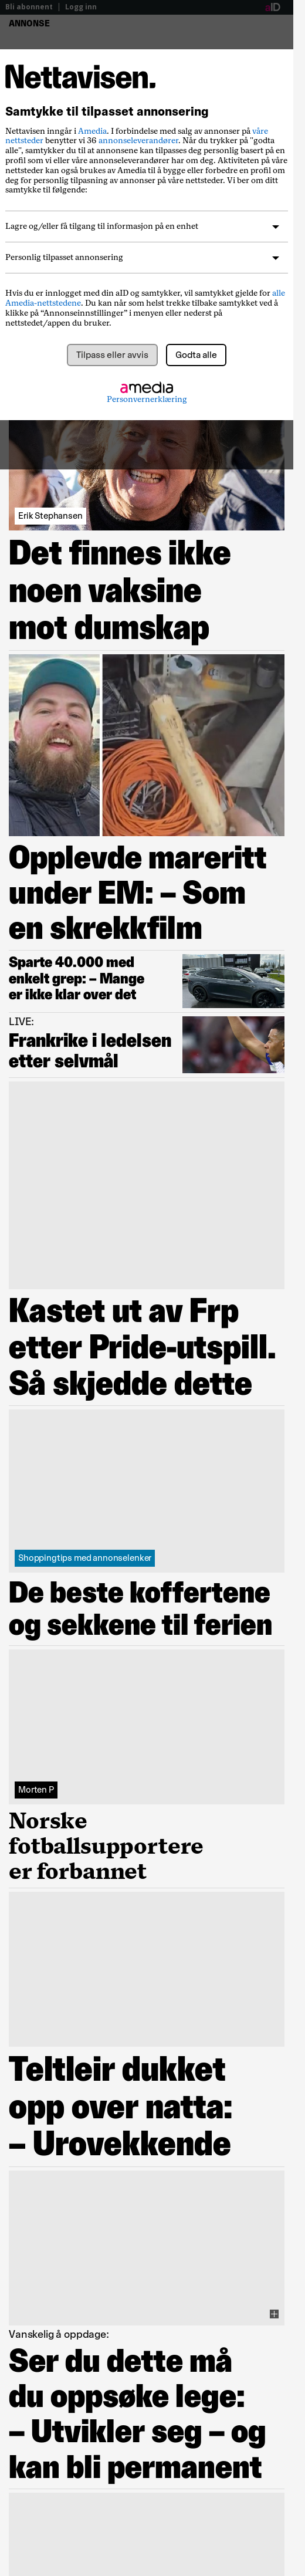 Bli abonnent | Logg inn
aID
ANNONSE
Nettavisen.
Samtykke til tilpasset annonsering
Nettavisen inngår i Amedia. I forbindelse med salg av annonser på våre
nettsteder benytter vi 36 annonseleverandører. Når du trykker på "godta
alle", samtykker du til at annonsene kan tilpasses deg personlig basert på en
profil som vi eller våre annonseleverandører har om deg. Aktiviteten på våre
nettsteder kan også brukes av Amedia til å bygge eller forbedre en profil om
deg for personlig tilpasning av annonser på våre nettsteder. Vi ber om ditt
samtykke til følgende:
Lagre og/eller få tilgang til informasjon på en enhet
Personlig tilpasset annonsering
Hvis du er innlogget med din aID og samtykker, vil samtykket gjelde for alle
Amedia-nettstedene. Du kan når som helst trekke tilbake samtykket ved å
klikke på “Annonseinnstillinger” i menyen eller nederst på
nettstedet/appen du bruker.
Tilpass eller avvis
Godta alle
amedia
Personvernerklæring
Erik Stephansen
Det finnes ikke
noen vaksine
mot dumskap
Opplevde mareritt
under EM: – Som
en skrekkfilm
Sparte 40.000 med
enkelt grep: – Mange
er ikke klar over det
LIVE:
Frankrike i ledelsen
etter selvmål
Kastet ut av Frp
etter Pride-utspill.
Så skjedde dette
Shoppingtips med annonselenker
De beste koffertene
og sekkene til ferien
Morten P
Norske
fotballsupportere
er forbannet
Teltleir dukket
opp over natta:
– Urovekkende
Vanskelig å oppdage:
Ser du dette må
du oppsøke lege:
– Utvikler seg – og
kan bli permanent